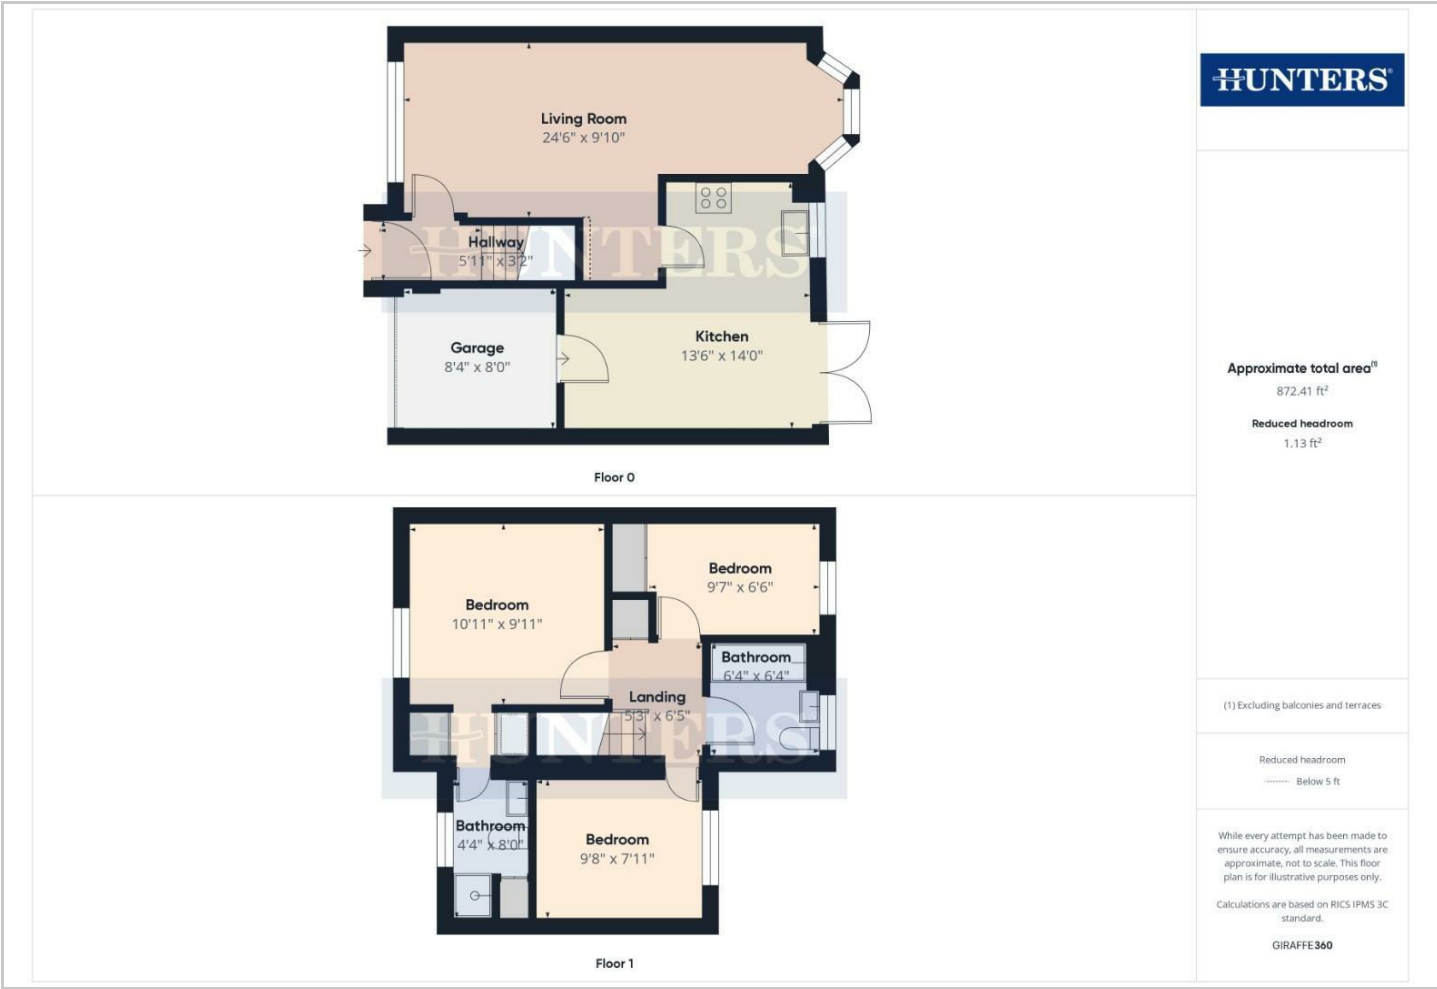 Living Room
24'6" x 9'10"
Hallway
5'11" x 3'2"
HUNTERS
Garage
8'4" x 8'0"
Kitchen
13'6" x 14'0"
Floor 0
Bedroom
10'11" x 9'11"
Bedroom
9'7" x 6'6"
Bathroom
6'4" x 6'4"
Landing
5'3" x 6'5"
HUNTERS
Bathroom
4'4" x 8'0"
Bedroom
9'8" x 7'11"
Floor 1
HUNTERS®
Approximate total area(1)
872.41 ft²
Reduced headroom
1.13 ft²
(1) Excluding balconies and terraces
Reduced headroom
Below 5 ft
While every attempt has been made to
ensure accuracy, all measurements are
approximate, not to scale. This floor
plan is for illustrative purposes only.
Calculations are based on RICS IPMS 3C
standard.
GIRAFFE360